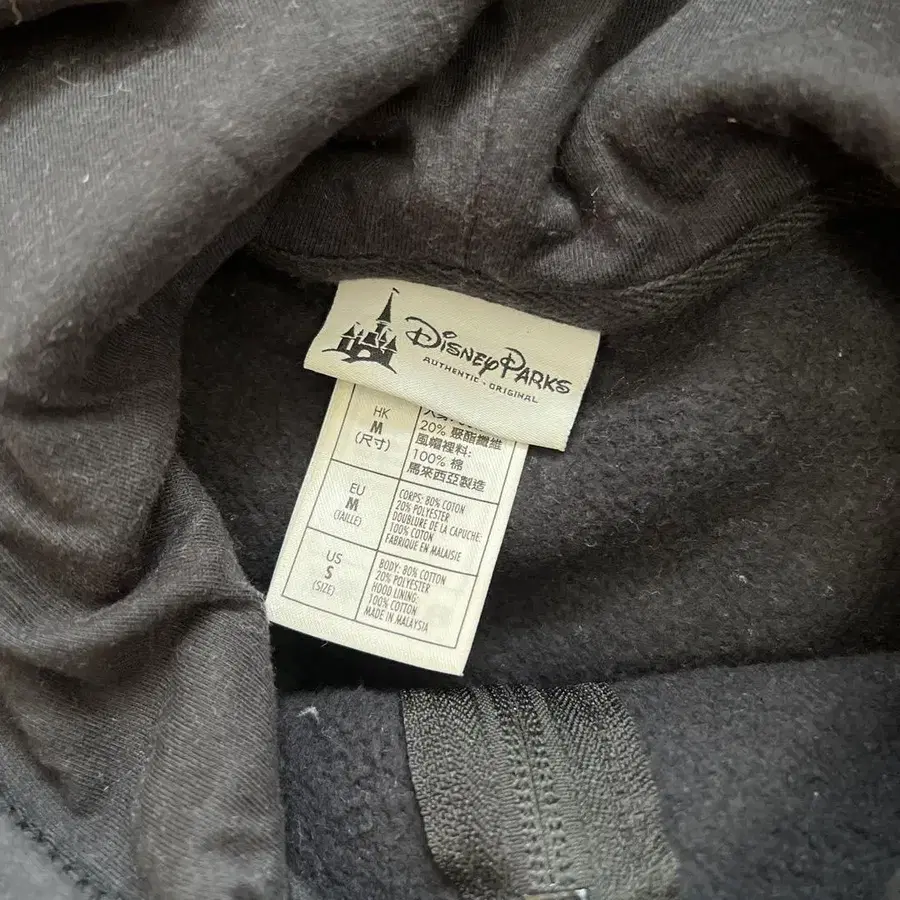 DISNEY PARKS
AUTHENTIC • ORIGINAL
HK
M
(尺寸)
20% 聚酯纖維
風帽裡料:
100% 棉
馬來西亞製造
EU
M
(TAILLE)
CORPS: 80% COTON
20% POLYESTER
DOUBLURE DE LA CAPUCHE:
100% COTON
FABRIQUE EN MALAISIE
US
S
(SIZE)
BODY: 80% COTTON
20% POLYESTER
HOOD LINING:
100% COTTON
MADE IN MALAYSIA